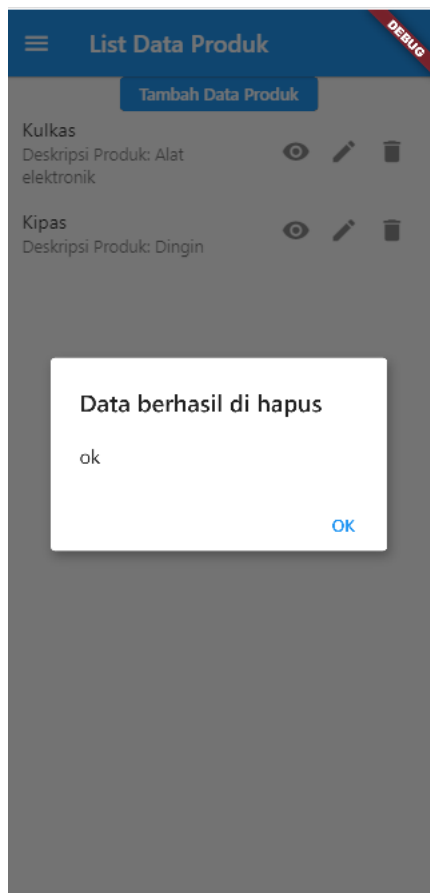 List Data Produk
DEBUG
Tambah Data Produk
Kulkas
Deskripsi Produk: Alat
elektronik
Kipas
Deskripsi Produk: Dingin
Data berhasil di hapus
ok
OK